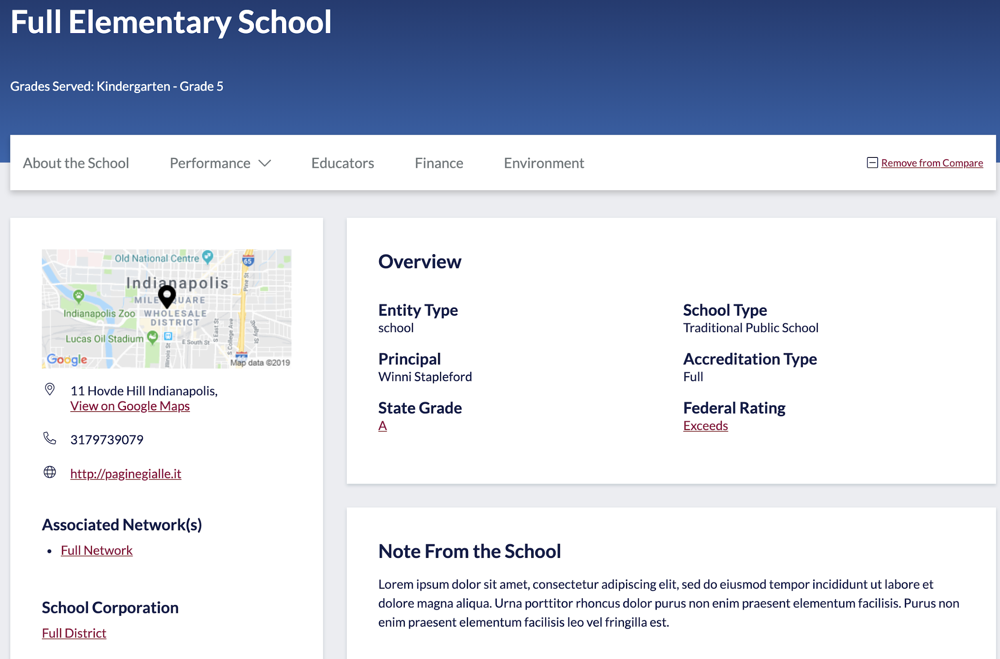 Full Elementary School
Grades Served: Kindergarten - Grade 5
About the School
Performance
Educators
Finance
Environment
Remove from Compare
Old National Centre
65
Indianapolis
Pine St
MILE SQUARE
Indianapolis Zoo
WHOLESALE
DISTRICT
Lucas Oil Stadium
Illinois St
E South St
S East St
S College Ave
Shelby St
65
Google
Map data ©2019
11 Hovde Hill Indianapolis,
View on Google Maps
3179739079
http://paginegialle.it
Associated Network(s)
• Full Network
School Corporation
Full District
Overview
Entity Type
school
School Type
Traditional Public School
Principal
Winni Stapleford
Accreditation Type
Full
State Grade
A
Federal Rating
Exceeds
Note From the School
Lorem ipsum dolor sit amet, consectetur adipiscing elit, sed do eiusmod tempor incididunt ut labore et
dolore magna aliqua. Urna porttitor rhoncus dolor purus non enim praesent elementum facilisis. Purus non
enim praesent elementum facilisis leo vel fringilla est.